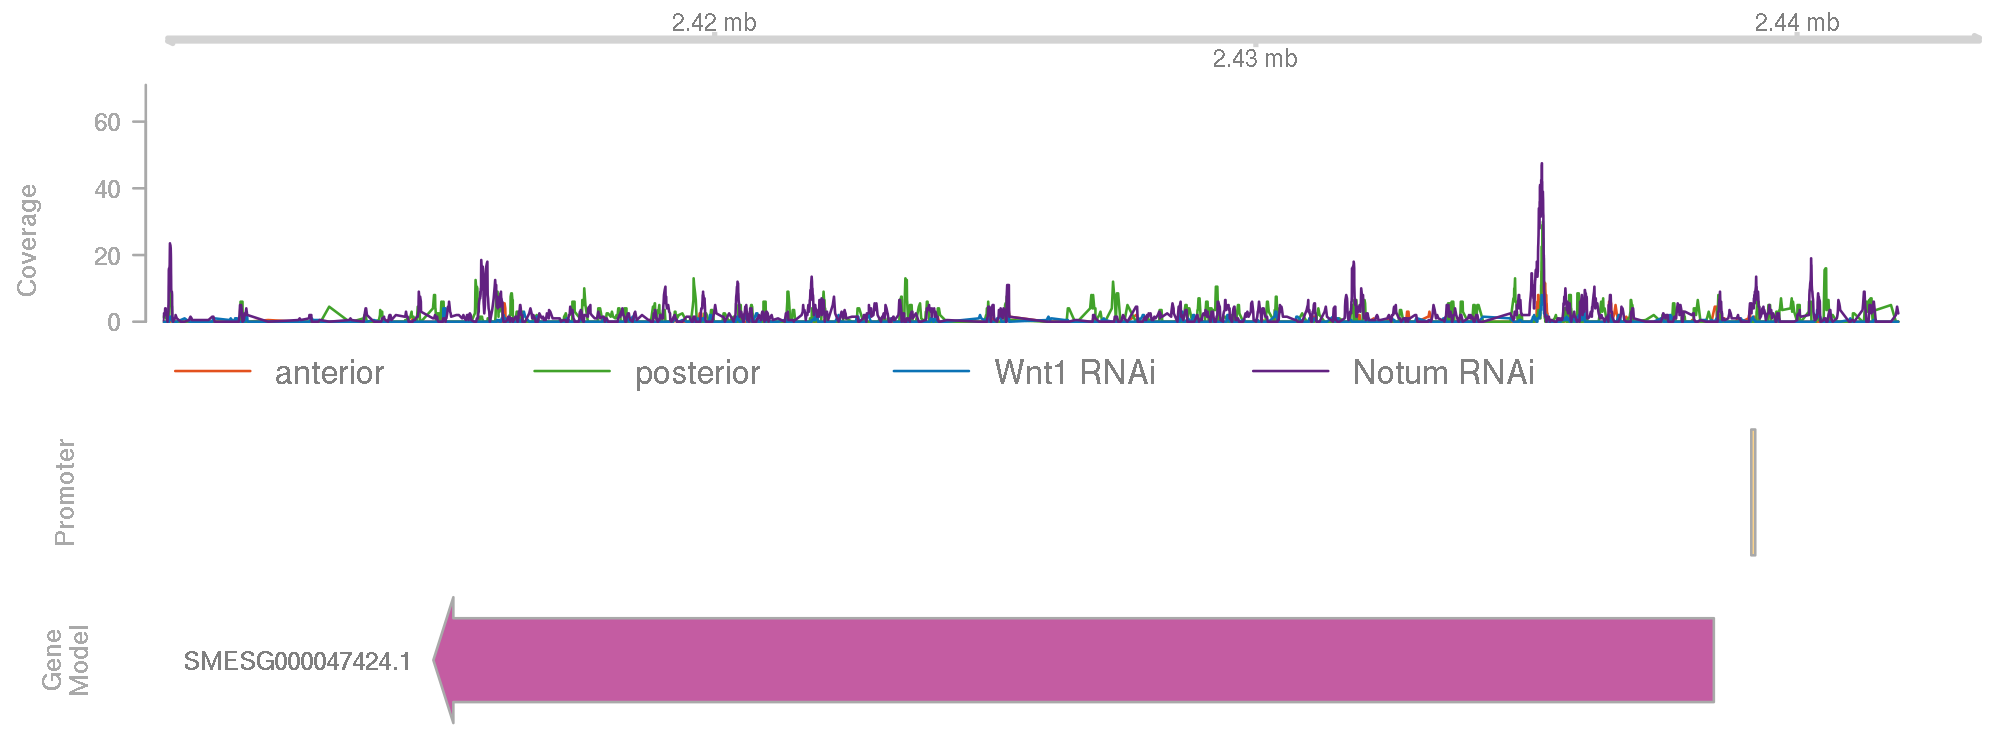 2.42 mb
2.44 mb
2.43 mb
Coverage
60
40
20
0
anterior
posterior
Wnt1 RNAi
Notum RNAi
Promoter
Gene
Model
SMESG000047424.1